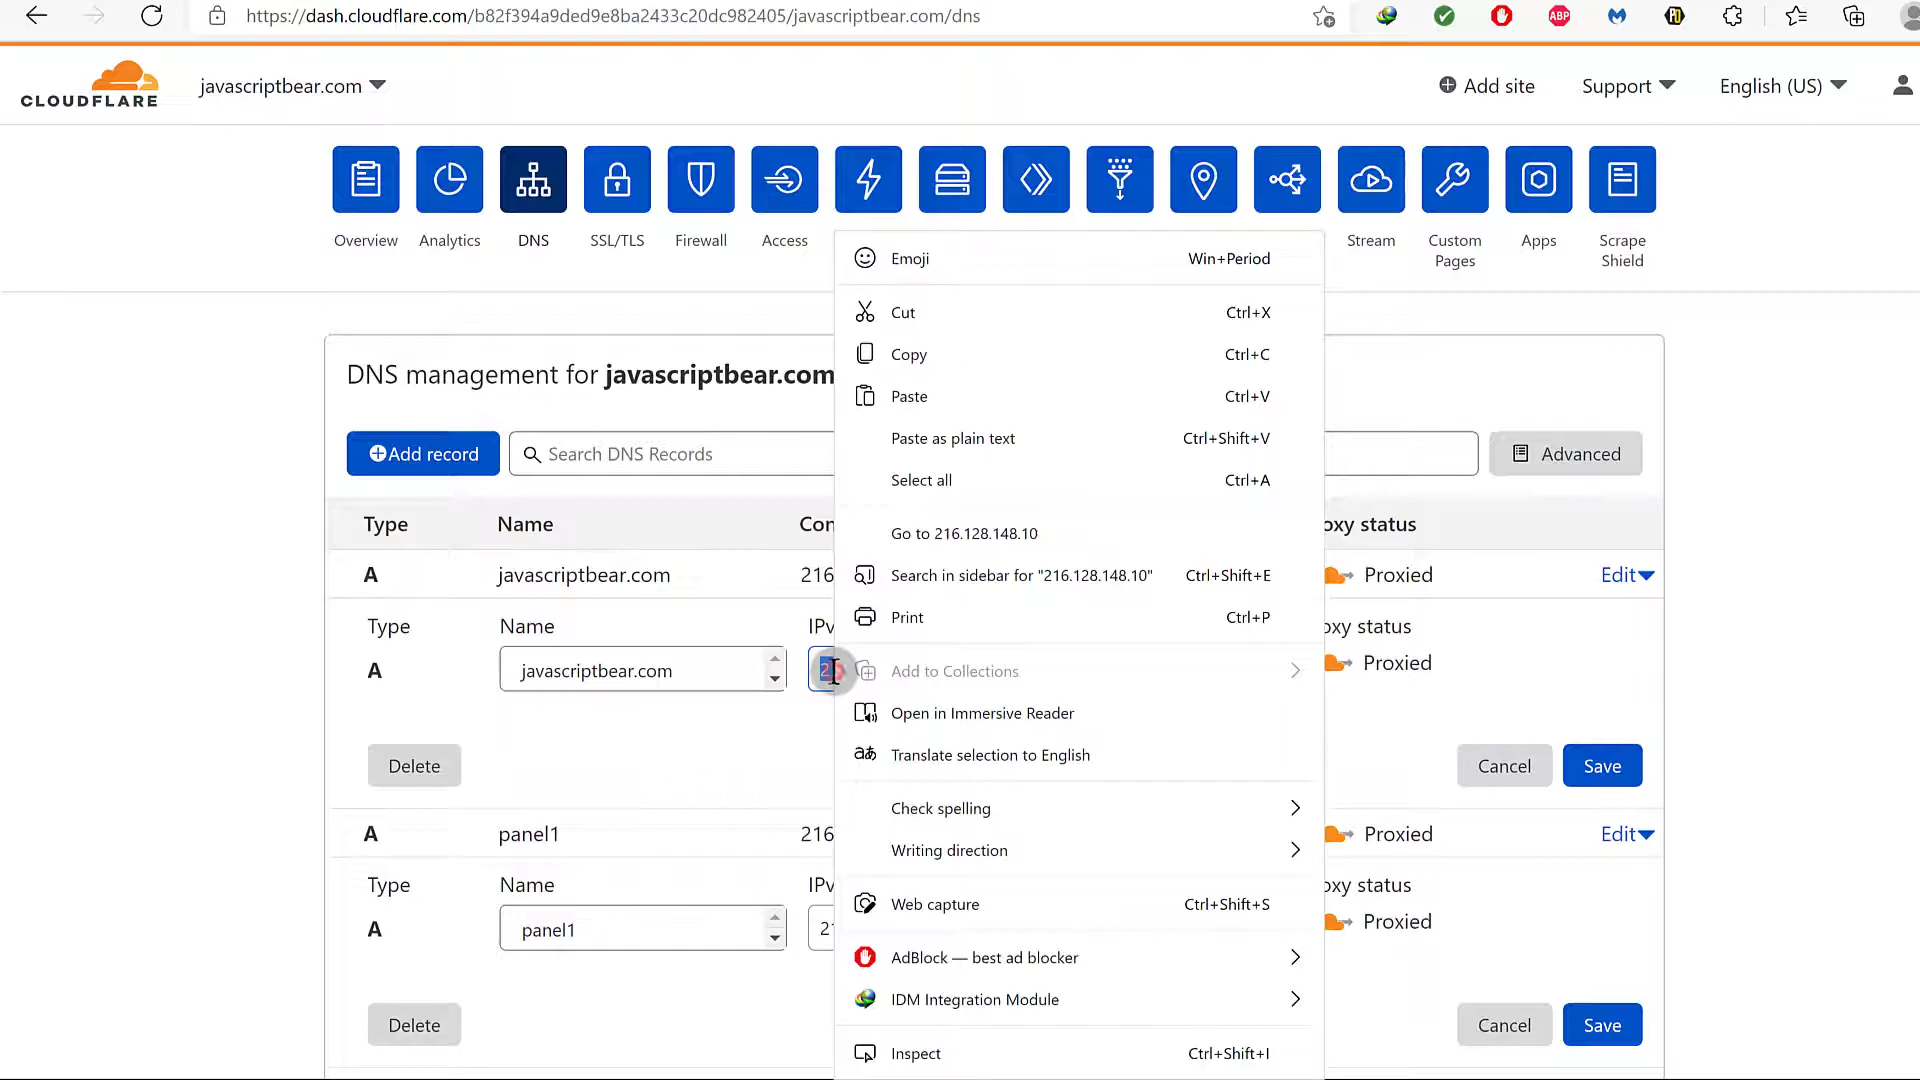 https://dash.cloudflare.com/b82f394a9ded9e8ba2433c20dc982405/javascriptbear.com/dns
ABP
CLOUDFLARE
javascriptbear.com
Add site
Support
English (US)
Overview
Analytics
DNS
SSL/TLS
Firewall
Access
Stream
Custom Pages
Apps
Scrape Shield
Emoji Win+Period
Cut Ctrl+X
Copy Ctrl+C
Paste Ctrl+V
Paste as plain text Ctrl+Shift+V
Select all Ctrl+A
Go to 216.128.148.10
Search in sidebar for "216.128.148.10" Ctrl+Shift+E
Print Ctrl+P
Add to Collections
Open in Immersive Reader
Translate selection to English
Check spelling
Writing direction
Web capture Ctrl+Shift+S
AdBlock — best ad blocker
IDM Integration Module
Inspect Ctrl+Shift+I
DNS management for javascriptbear.com
Add record
Search DNS Records
Advanced
Type Name Con oxy status
A javascriptbear.com 216 Proxied Edit
Type Name IPv oxy status
A javascriptbear.com 2 Proxied
Delete Cancel Save
A panel1 216 Proxied Edit
Type Name IPv oxy status
A panel1 21 Proxied
Delete Cancel Save